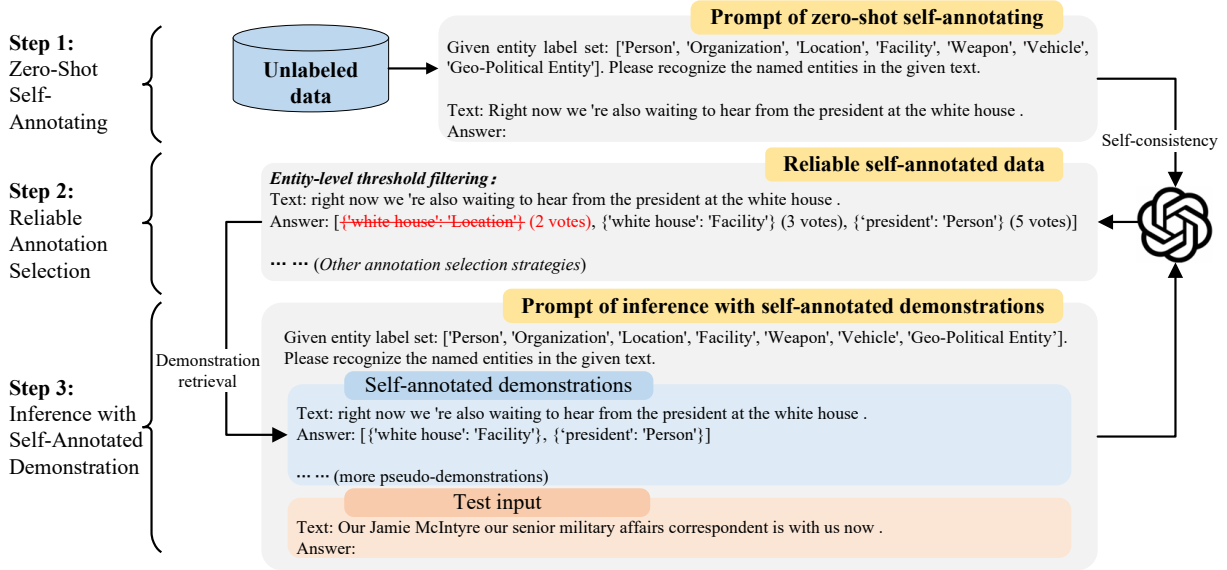 Step 1:
Zero-Shot
Self-
Annotating
Unlabeled
data
Prompt of zero-shot self-annotating
Given entity label set: ['Person', 'Organization', 'Location', 'Facility', 'Weapon', 'Vehicle',
'Geo-Political Entity']. Please recognize the named entities in the given text.
Text: Right now we 're also waiting to hear from the president at the white house .
Answer:
Self-consistency
Step 2:
Reliable
Annotation
Selection
Reliable self-annotated data
Entity-level threshold filtering:
Text: right now we 're also waiting to hear from the president at the white house .
Answer: [{'white house': 'Location'} (2 votes), {'white house': 'Facility'} (3 votes), {‘president': 'Person'} (5 votes)]
... ... (Other annotation selection strategies)
Demonstration
retrieval
Step 3:
Inference with
Self-Annotated
Demonstration
Prompt of inference with self-annotated demonstrations
Given entity label set: ['Person', 'Organization', 'Location', 'Facility', 'Weapon', 'Vehicle', 'Geo-Political Entity’].
Please recognize the named entities in the given text.
Self-annotated demonstrations
Text: right now we 're also waiting to hear from the president at the white house .
Answer: [{'white house': 'Facility'}, {‘president': 'Person'}]
... ... (more pseudo-demonstrations)
Test input
Text: Our Jamie McIntyre our senior military affairs correspondent is with us now .
Answer: